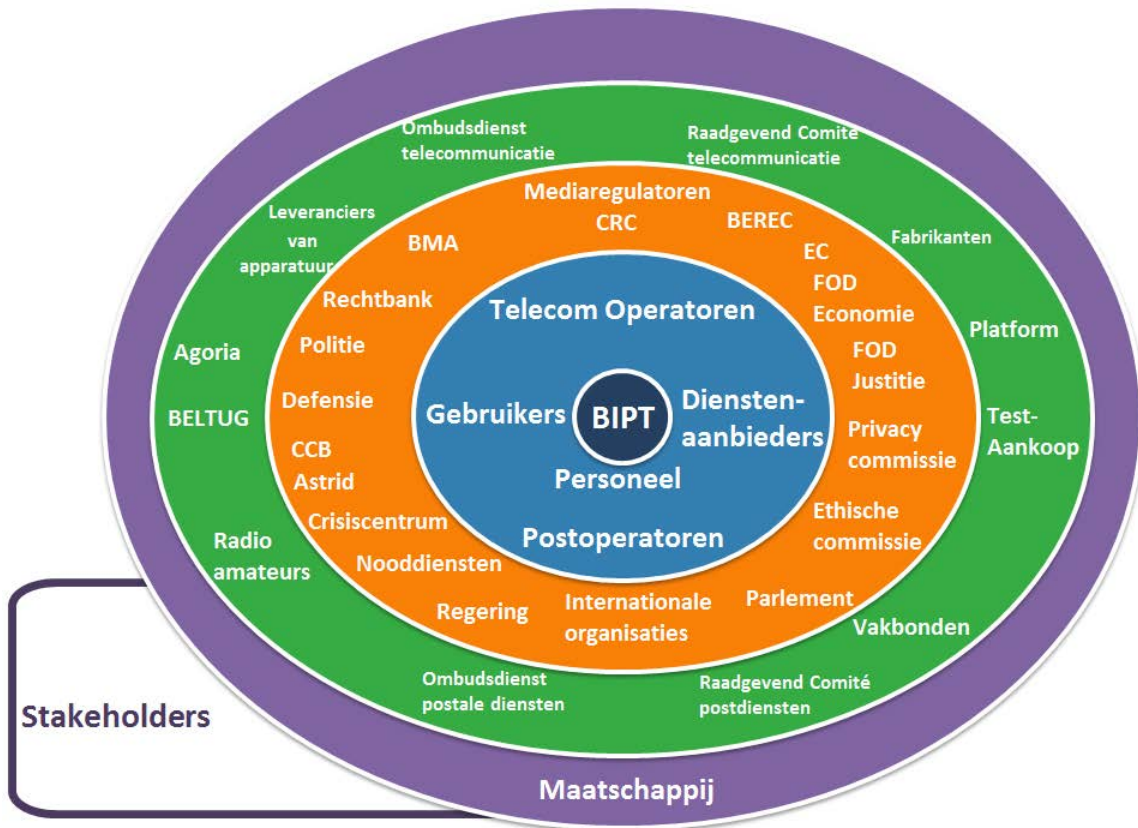 Ombudsdienst
telecommunicatie
Raadgevend Comité
telecommunicatie
Leveranciers
van
apparatuur
Mediaregulatoren
CRC
BEREC
BMA
EC
Fabrikanten
FOD
Economie
Rechtbank
Telecom Operatoren
Platform
Politie
Agoria
FOD
Justitie
Defensie
BELTUG
Gebruikers
BIPT
Diensten-
aanbieders
Privacy
commissie
Test-
Aankoop
CCB
Astrid
Personeel
Crisiscentrum
Ethische
commissie
Radio
amateurs
Postoperatoren
Nooddiensten
Regering
Internationale
organisaties
Parlement
Vakbonden
Ombudsdienst
postale diensten
Raadgevend Comité
postdiensten
Stakeholders
Maatschappij